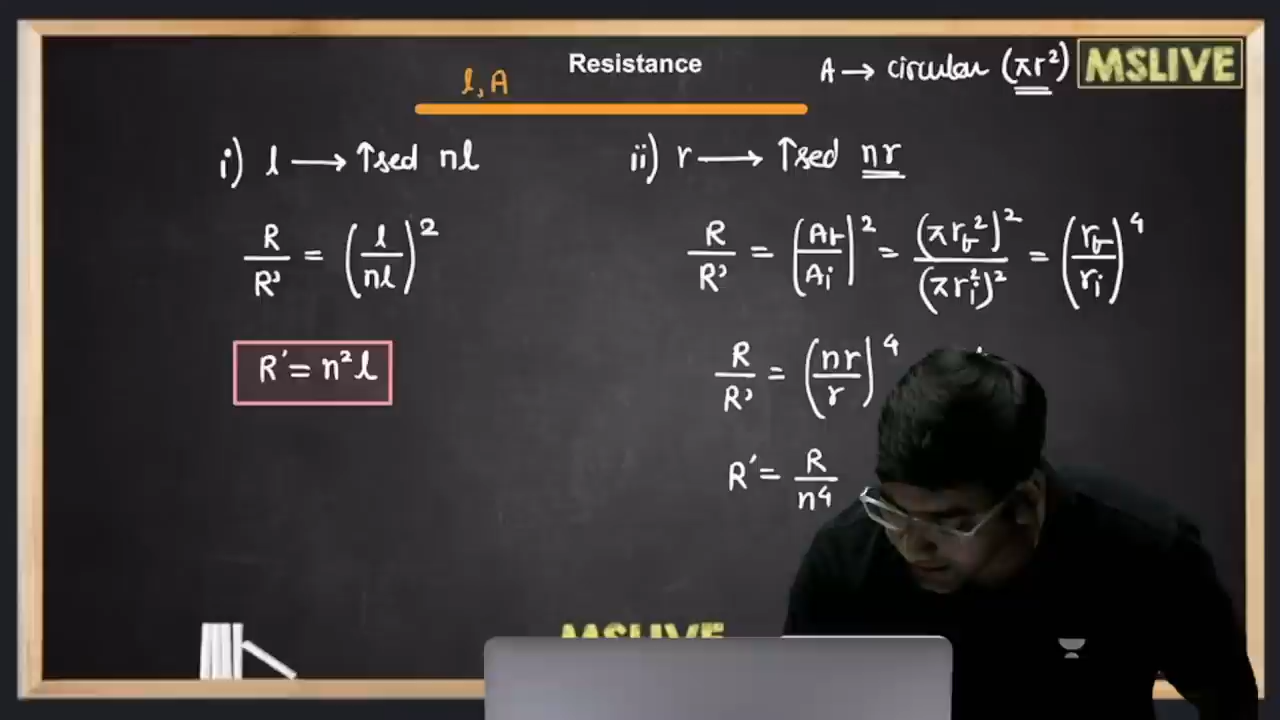 Resistance
l, A
A → circular (πr²)
MSLIVE
i) l → ↑sed nl
R/R' = (l/nl)²
R' = n²l
ii) r → ↑sed nr
R/R' = (Af/Ai)² = (πrf²)²/(πri²)² = (rf/ri)⁴
R/R' = (nr/r)⁴
R' = R/n⁴
MSLIVE